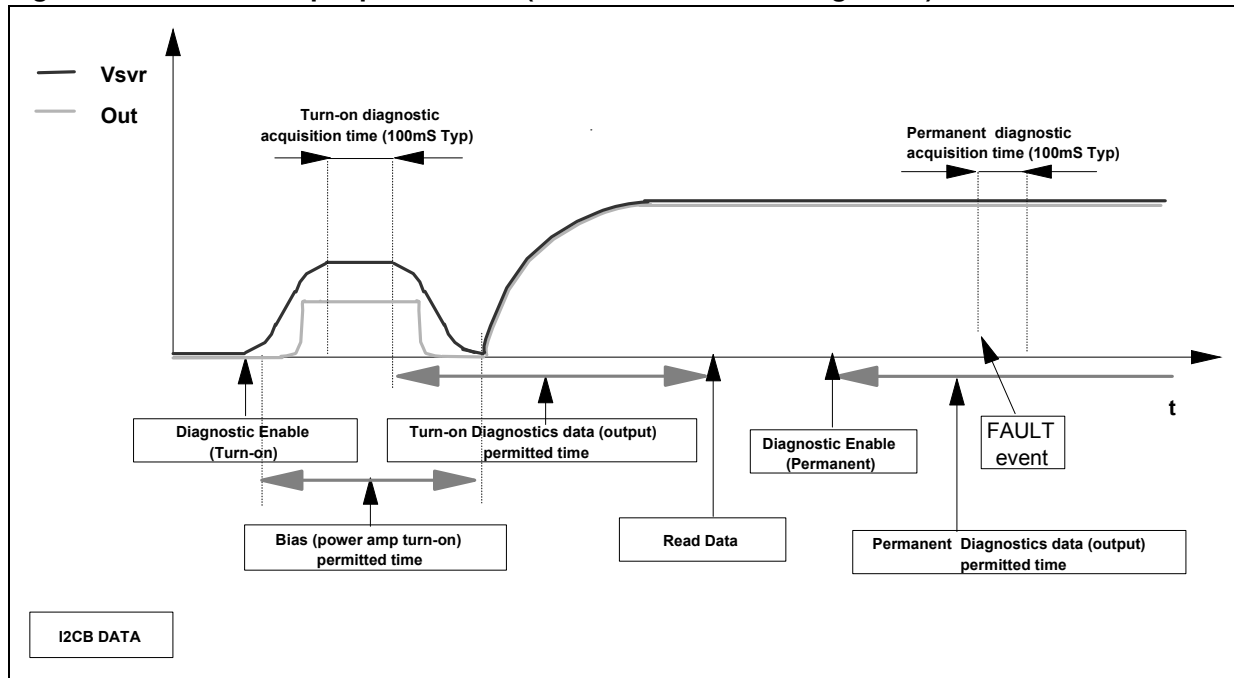 Vsvr
Out
Turn-on diagnostic
acquisition time (100mS Typ)
Permanent diagnostic
acquisition time (100mS Typ)
t
Diagnostic Enable
(Turn-on)
Turn-on Diagnostics data (output)
permitted time
Diagnostic Enable
(Permanent)
FAULT
event
Bias (power amp turn-on)
permitted time
Read Data
Permanent Diagnostics data (output)
permitted time
I2CB DATA